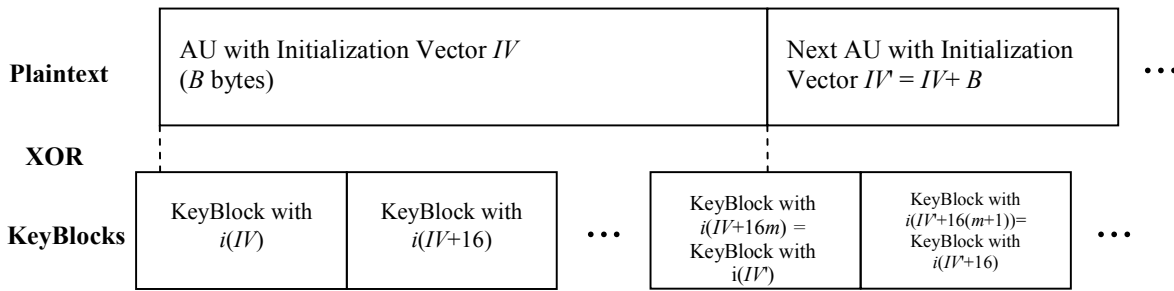 Plaintext
AU with Initialization Vector IV
(B bytes)
Next AU with Initialization
Vector IV' = IV+ B
...
XOR
KeyBlocks
KeyBlock with
i(IV)
KeyBlock with
i(IV+16)
...
KeyBlock with
i(IV+16m) =
KeyBlock with
i(IV')
KeyBlock with
i(IV'+16(m+1))=
KeyBlock with
i(IV'+16)
...